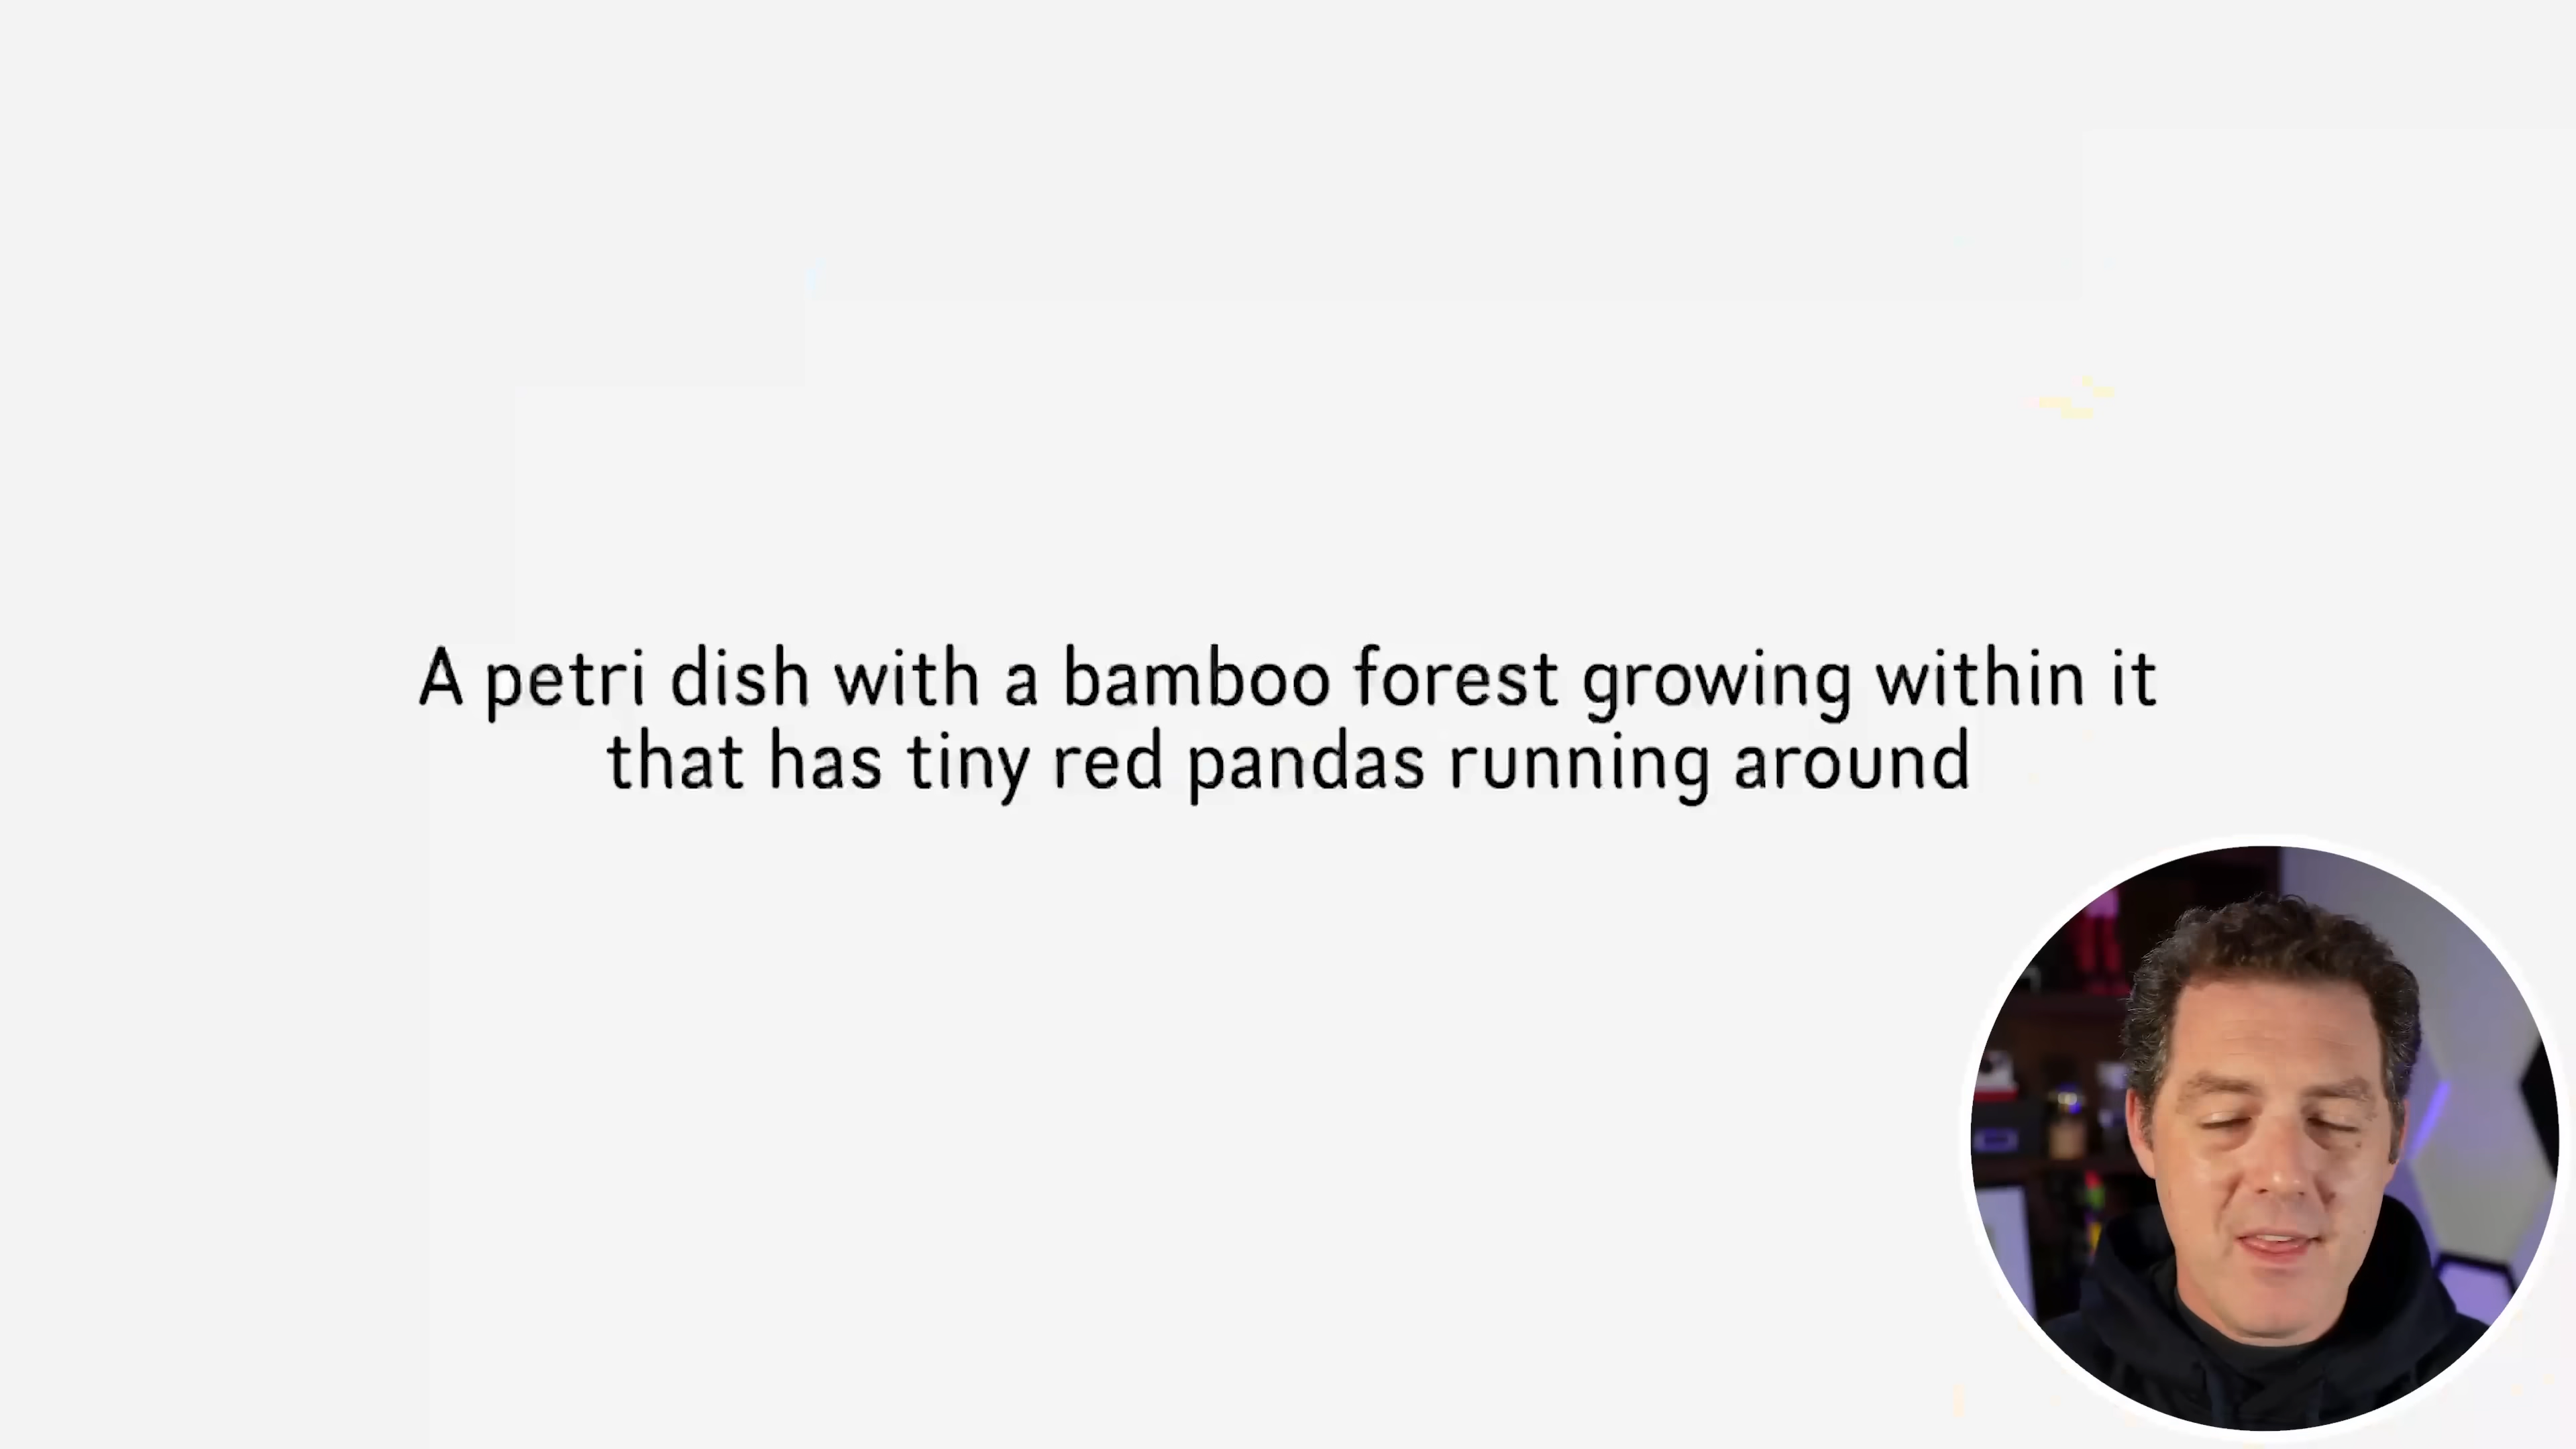 A petri dish with a bamboo forest growing within it
that has tiny red pandas running around